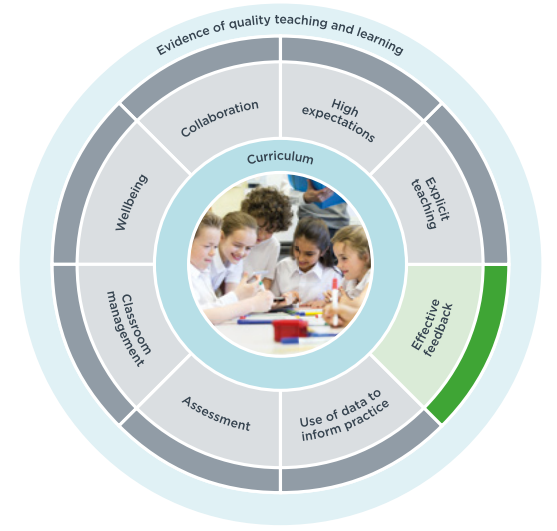 Evidence of quality teaching and learning
Curriculum
High
expectations
Explicit
teaching
Effective
feedback
Use of data to
inform practice
Assessment
Classroom
management
Wellbeing
Collaboration